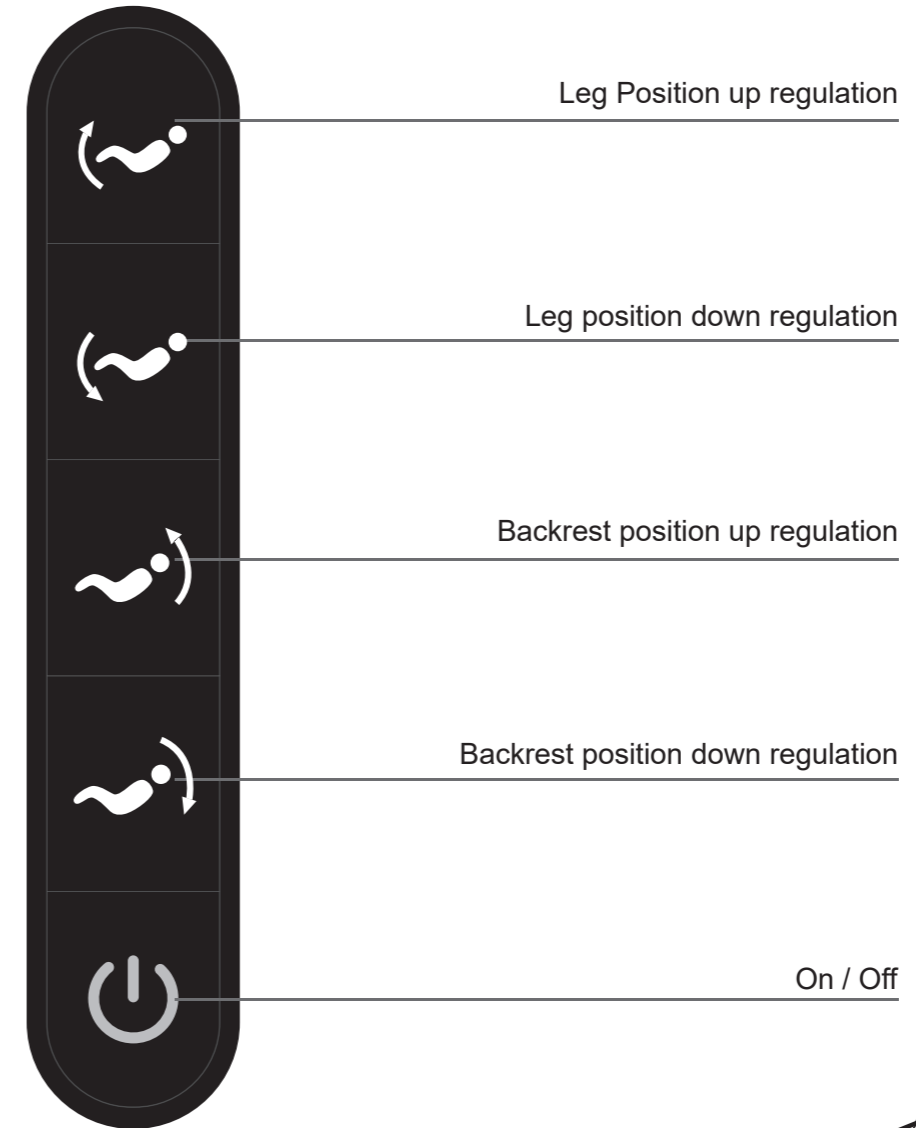 Leg Position up regulation
Leg position down regulation
Backrest position up regulation
Backrest position down regulation
On / Off